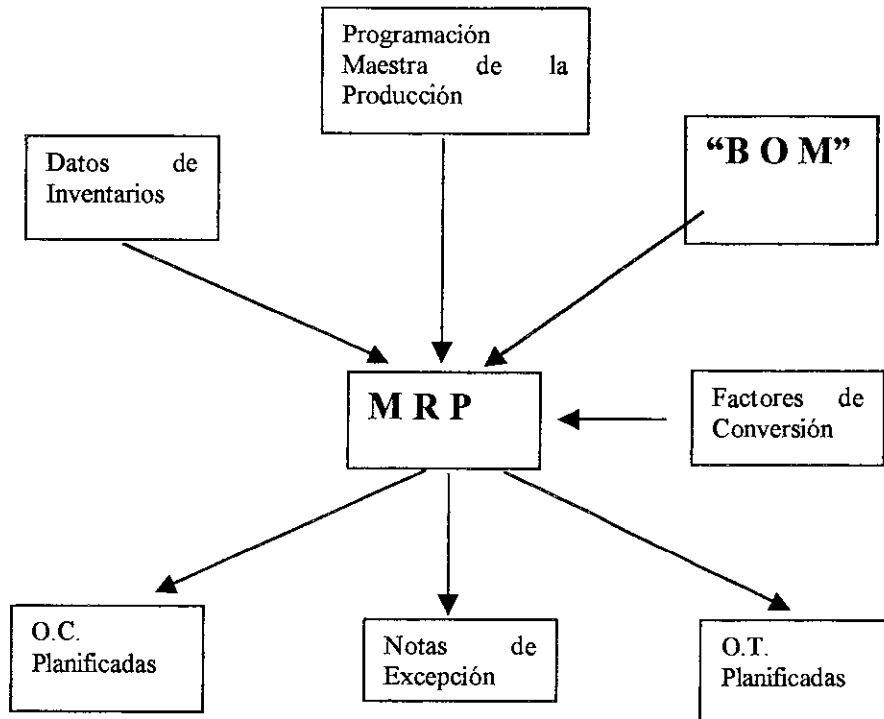 Programación
Maestra de la
Producción
Datos de
Inventarios
“B O M”
M R P
Factores de
Conversión
O.C.
Planificadas
Notas de
Excepción
O.T.
Planificadas